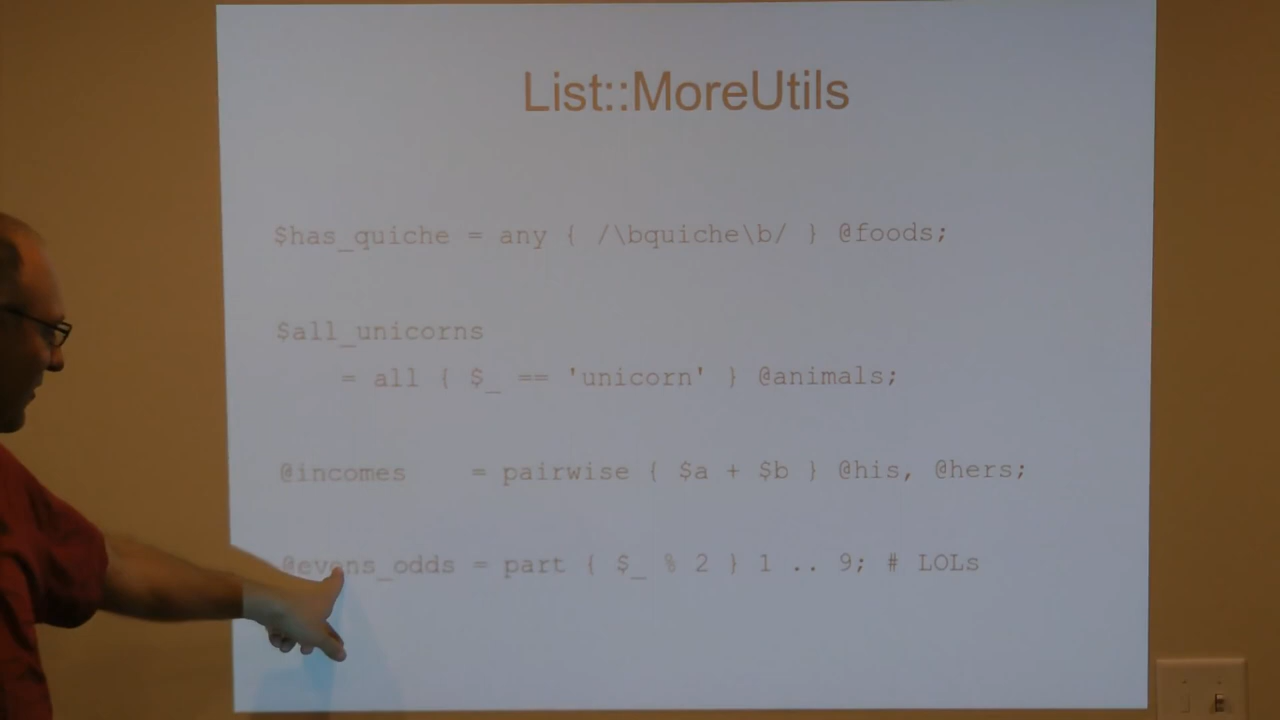 List::MoreUtils
$has_quiche = any { /\bquiche\b/ } @foods;
$all_unicorns
= all { $_ == 'unicorn' } @animals;
@incomes = pairwise { $a + $b } @his, @hers;
@evens_odds = part { $_ % 2 } 1 .. 9; # LOLs